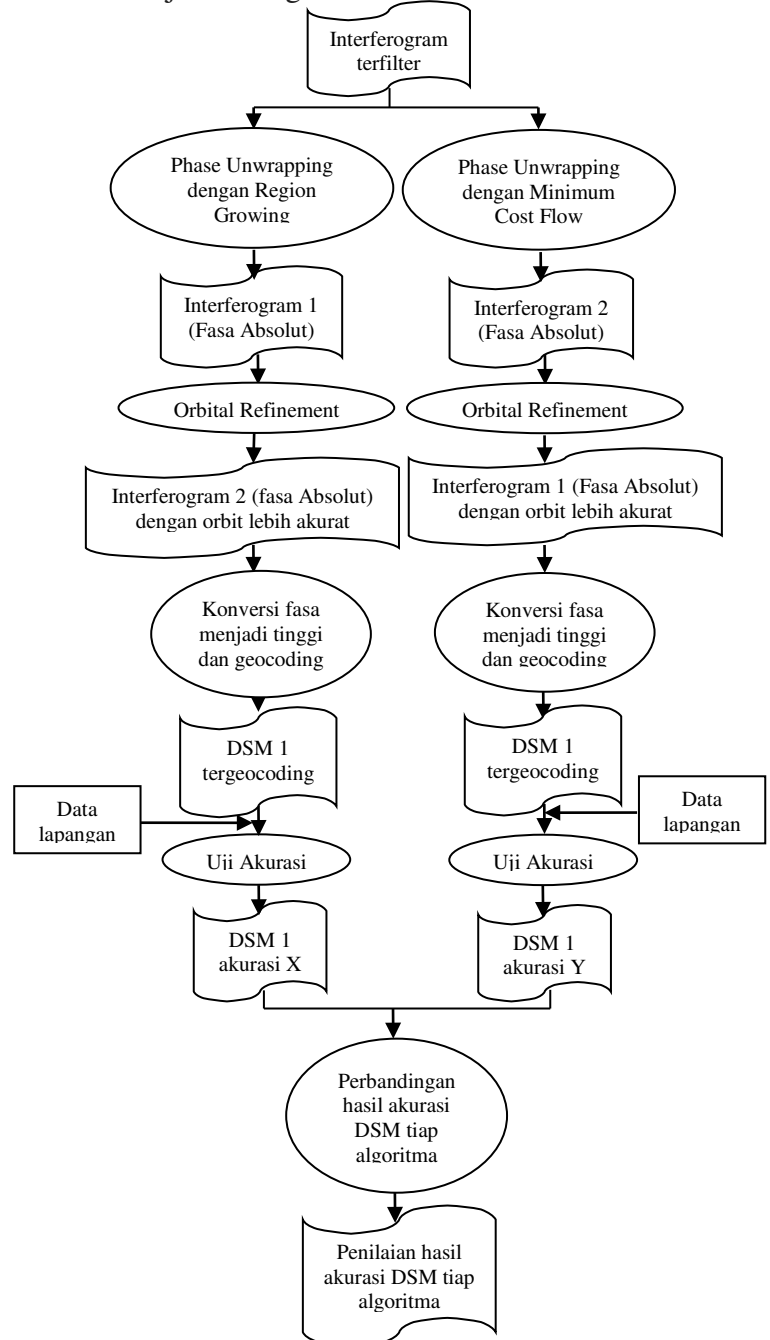 Interferogram
terfilter
Phase Unwrapping
dengan Region
Growing
Phase Unwrapping
dengan Minimum
Cost Flow
Interferogram 1
(Fasa Absolut)
Interferogram 2
(Fasa Absolut)
Orbital Refinement
Orbital Refinement
Interferogram 2 (fasa Absolut)
dengan orbit lebih akurat
Interferogram 1 (Fasa Absolut)
dengan orbit lebih akurat
Konversi fasa
menjadi tinggi
dan geocoding
Konversi fasa
menjadi tinggi
dan geocoding
DSM 1
tergeocoding
DSM 1
tergeocoding
Data
lapangan
Data
lapangan
Uji Akurasi
Uji Akurasi
DSM 1
akurasi X
DSM 1
akurasi Y
Perbandingan
hasil akurasi
DSM tiap
algoritma
Penilaian hasil
akurasi DSM tiap
algoritma